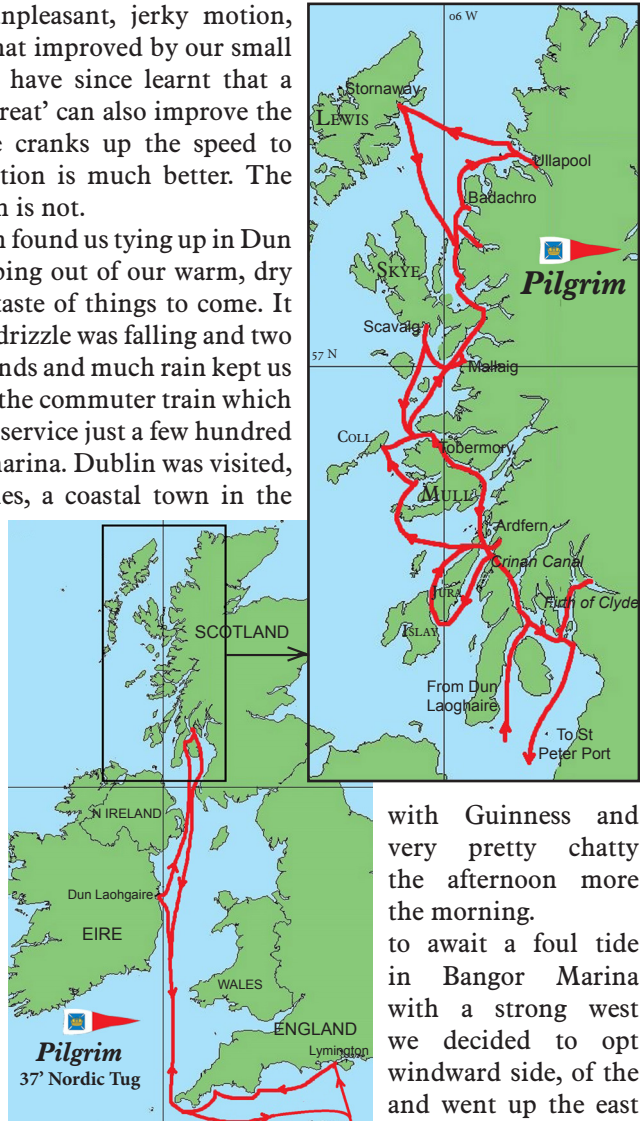 unpleasant, jerky motion,
hat improved by our small
have since learnt that a
reat’ can also improve the
e cranks up the speed to
tion is much better. The
n is not.
n found us tying up in Dun
ping out of our warm, dry
taste of things to come. It
drizzle was falling and two
nds and much rain kept us
the commuter train which
service just a few hundred
marina. Dublin was visited,
es, a coastal town in the
06 W
Stornaway
LEWIS
Ullapool
Badachro
SKYE
Pilgrim
Scavaig
57 N
Mallaig
COLL
Tobermory
MULL
Ardfern
Crinan Canal
JURA
Firth of Clyde
ISLAY
From Dun
Laoghaire
To St
Peter Port
SCOTLAND
N IRELAND
Dun Laohgaire
EIRE
WALES
ENGLAND
Lymington
Pilgrim
37’ Nordic Tug
with Guinness and
very pretty chatty
the afternoon more
the morning.
to await a foul tide
in Bangor Marina
with a strong west
we decided to opt
windward side, of the
and went up the east